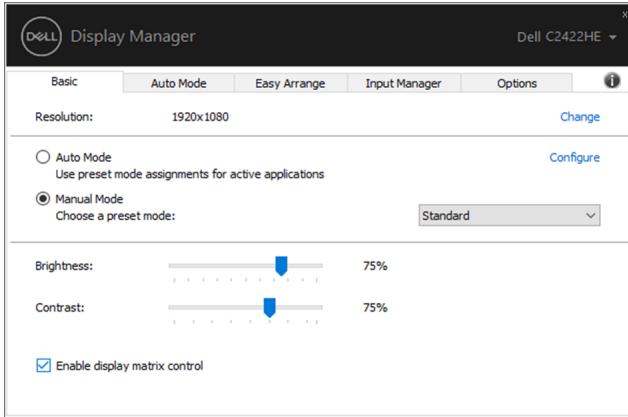 DELL Display Manager
Dell C2422HE
x
Basic Auto Mode Easy Arrange Input Manager Options i
Resolution: 1920x1080 Change
Auto Mode Configure
Use preset mode assignments for active applications
Manual Mode
Choose a preset mode: Standard
Brightness: 75%
Contrast: 75%
Enable display matrix control